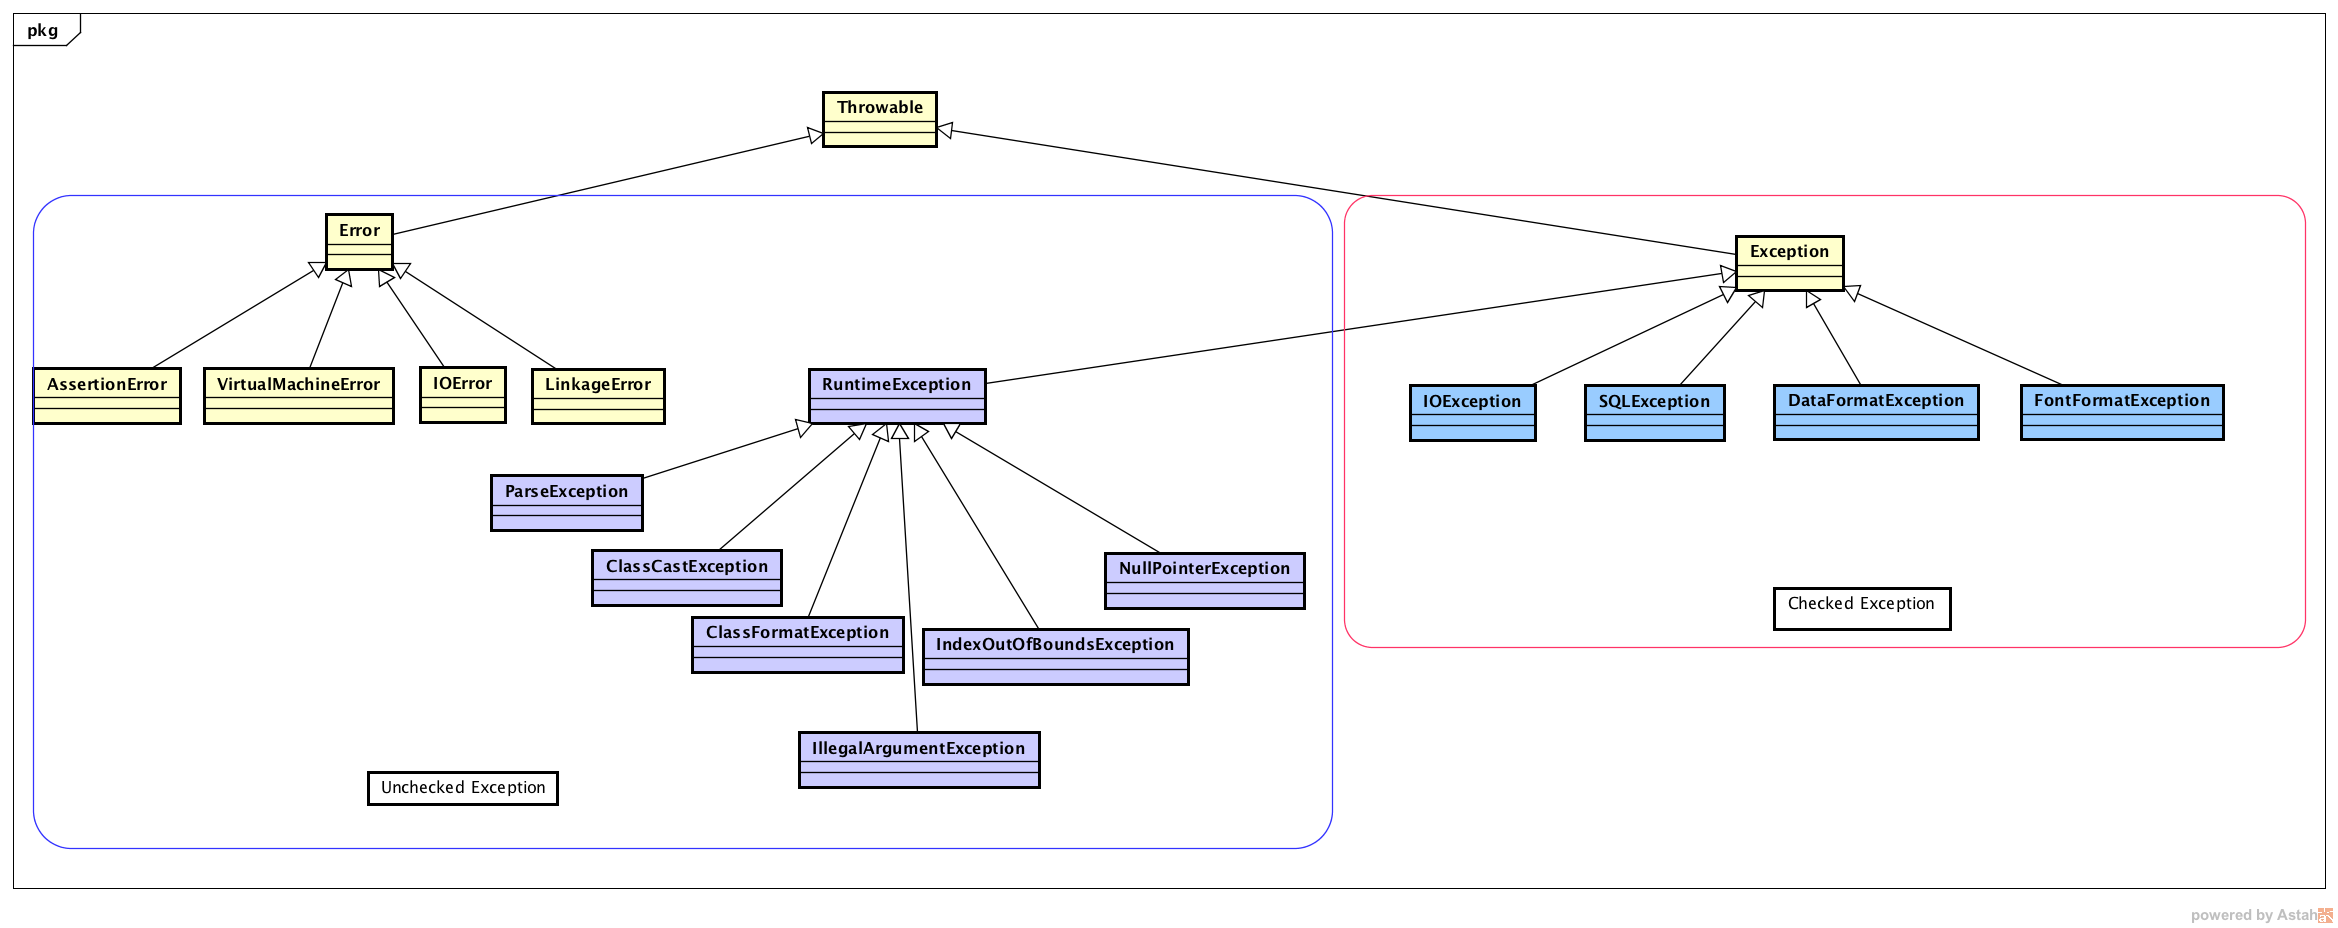 pkg
Throwable
Error
Exception
AssertionError
VirtualMachineError
IOError
LinkageError
RuntimeException
IOException
SQLException
DataFormatException
FontFormatException
ParseException
ClassCastException
NullPointerException
ClassFormatException
IndexOutOfBoundsException
Checked Exception
IllegalArgumentException
Unchecked Exception
powered by Astah